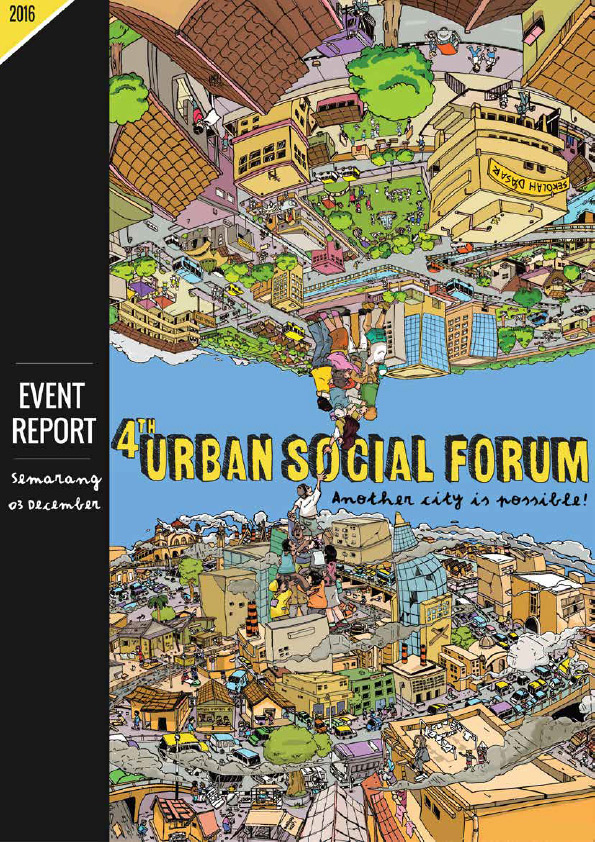 2016
SEKOLAH DASAR
EVENT
REPORT
Semarang
03 December
4TH URBAN SOCIAL FORUM
Another city is possible!